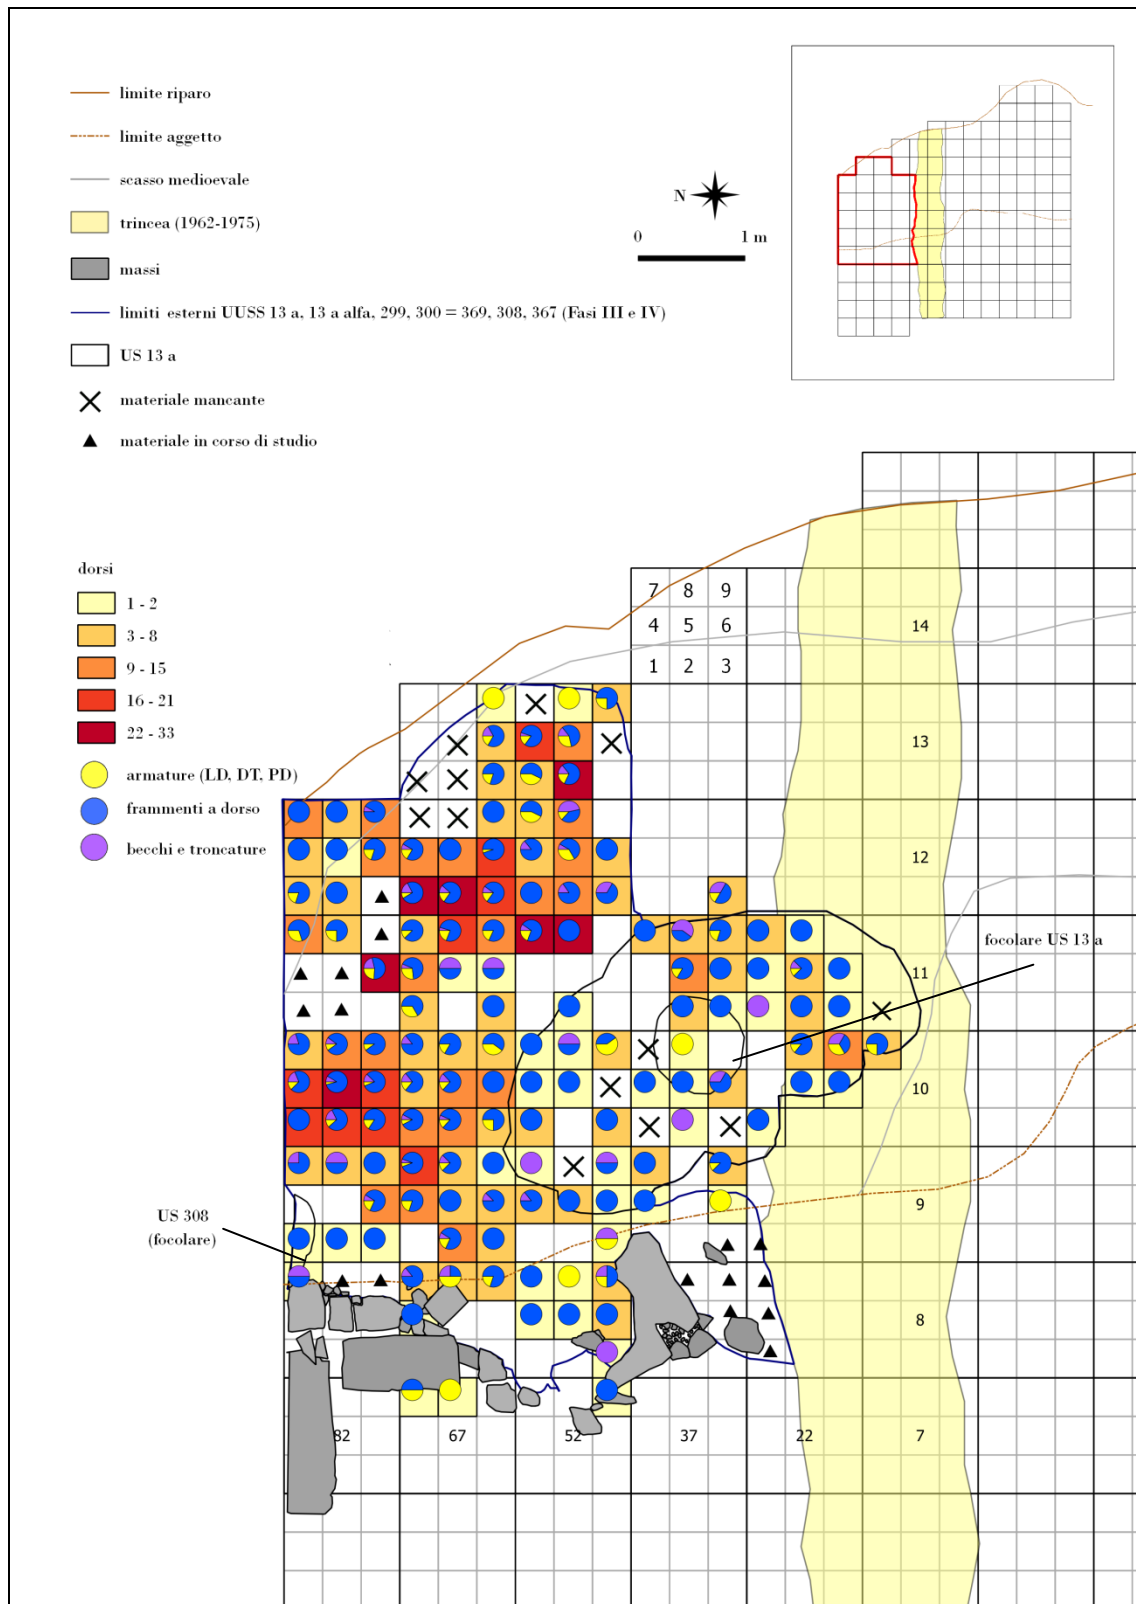 limite riparo
limite aggetto
scasso medioevale
trincea (1962-1975)
massi
limiti esterni UUSS 13 a, 13 a alfa, 299, 300 = 369, 308, 367 (Fasi III e IV)
US 13 a
materiale mancante
materiale in corso di studio
N
0 1 m
dorsi
1 - 2
3 - 8
9 - 15
16 - 21
22 - 33
armature (LD, DT, PD)
frammenti a dorso
becchi e troncature
7 8 9
4 5 6
1 2 3
14
13
12
focolare US 13 a
11
10
9
US 308
(focolare)
8
82 67 52 37 22 7